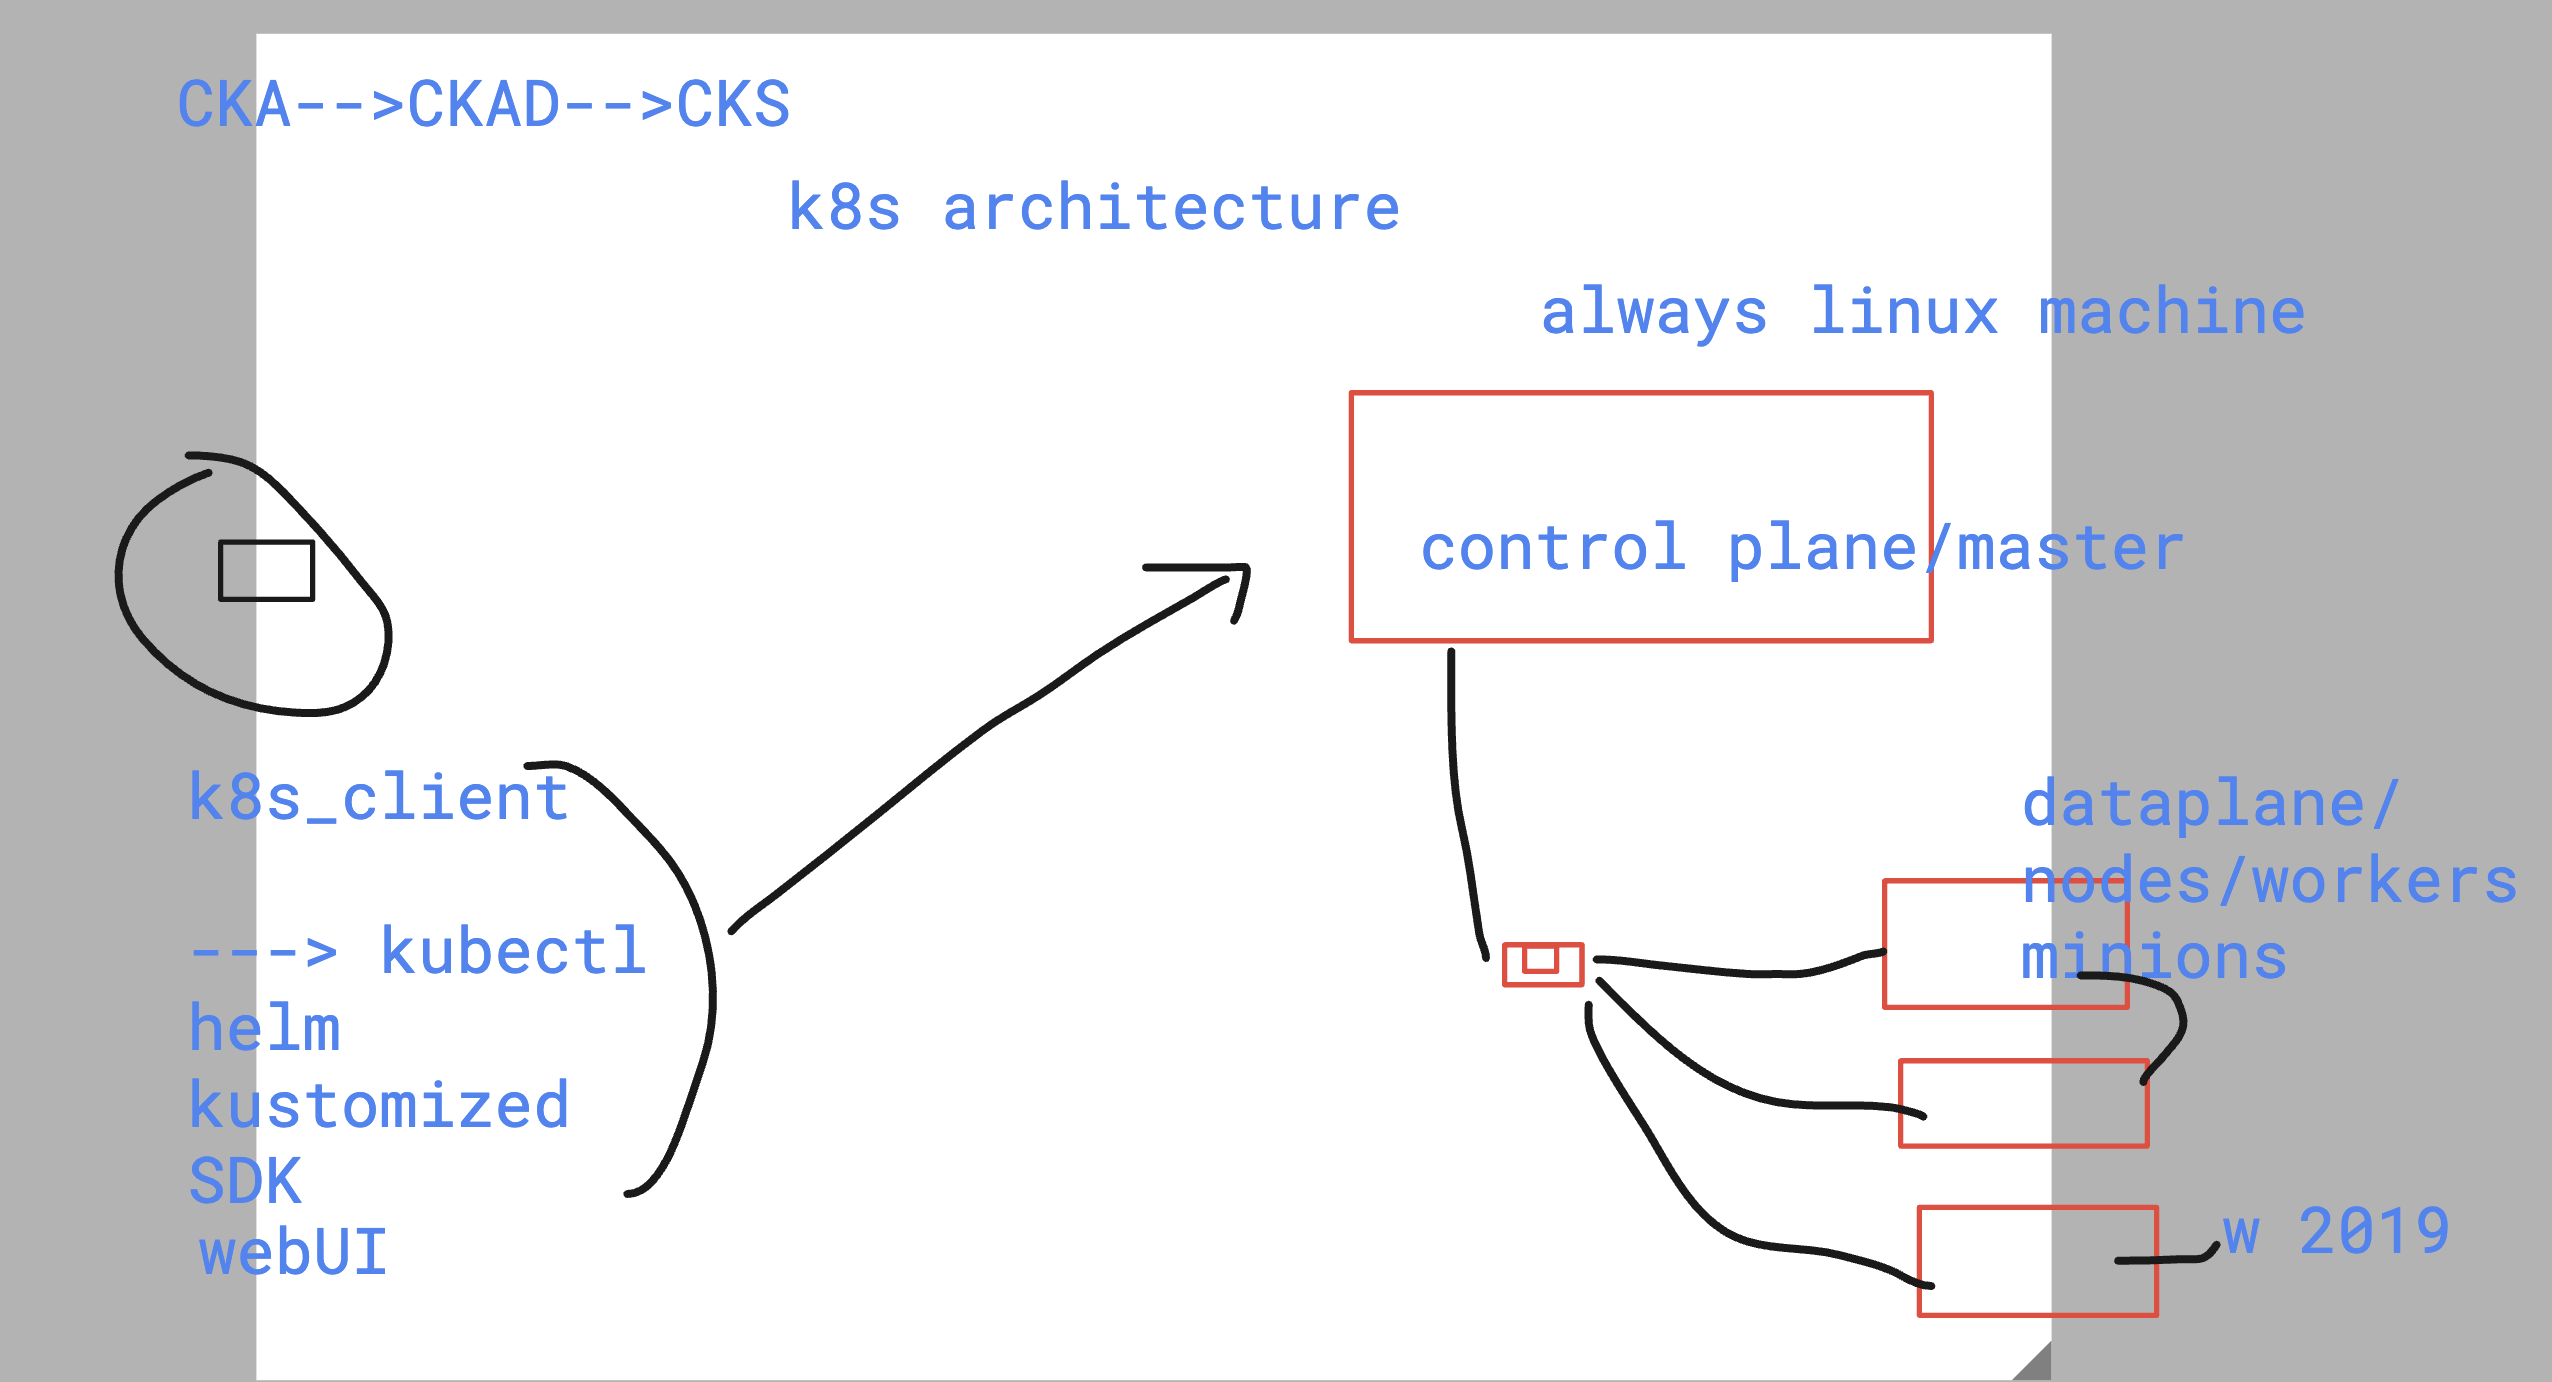 CKA-->CKAD-->CKS
k8s architecture
always linux machine
control plane/master
k8s_client
---> kubectl
helm
kustomized
SDK
webUI
dataplane/
nodes/workers
minions
w 2019